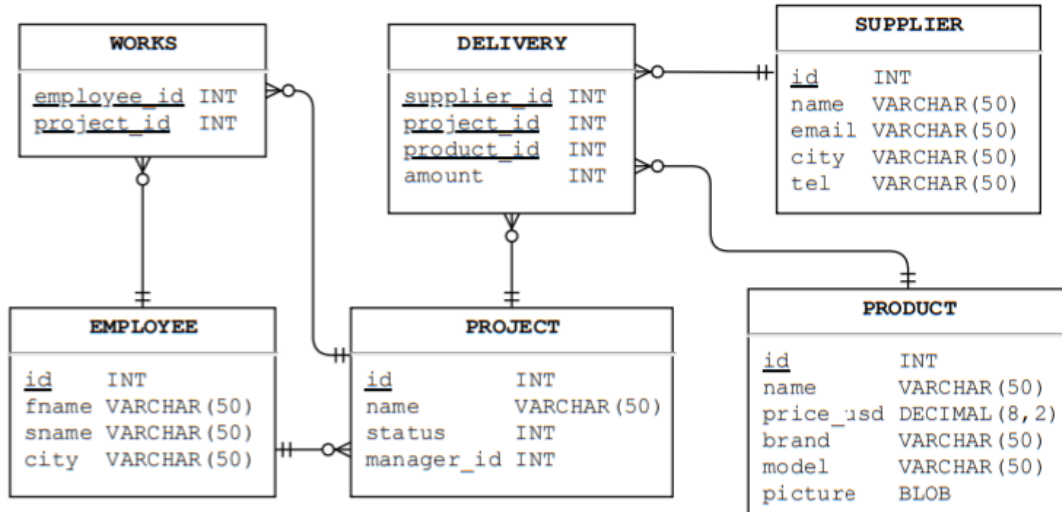 WORKS
employee_id INT
project_id INT
DELIVERY
supplier_id INT
project_id INT
product_id INT
amount INT
SUPPLIER
id INT
name VARCHAR(50)
email VARCHAR(50)
city VARCHAR(50)
tel VARCHAR(50)
EMPLOYEE
id INT
fname VARCHAR(50)
sname VARCHAR(50)
city VARCHAR(50)
PROJECT
id INT
name VARCHAR(50)
status INT
manager_id INT
PRODUCT
id INT
name VARCHAR(50)
price_usd DECIMAL(8,2)
brand VARCHAR(50)
model VARCHAR(50)
picture BLOB